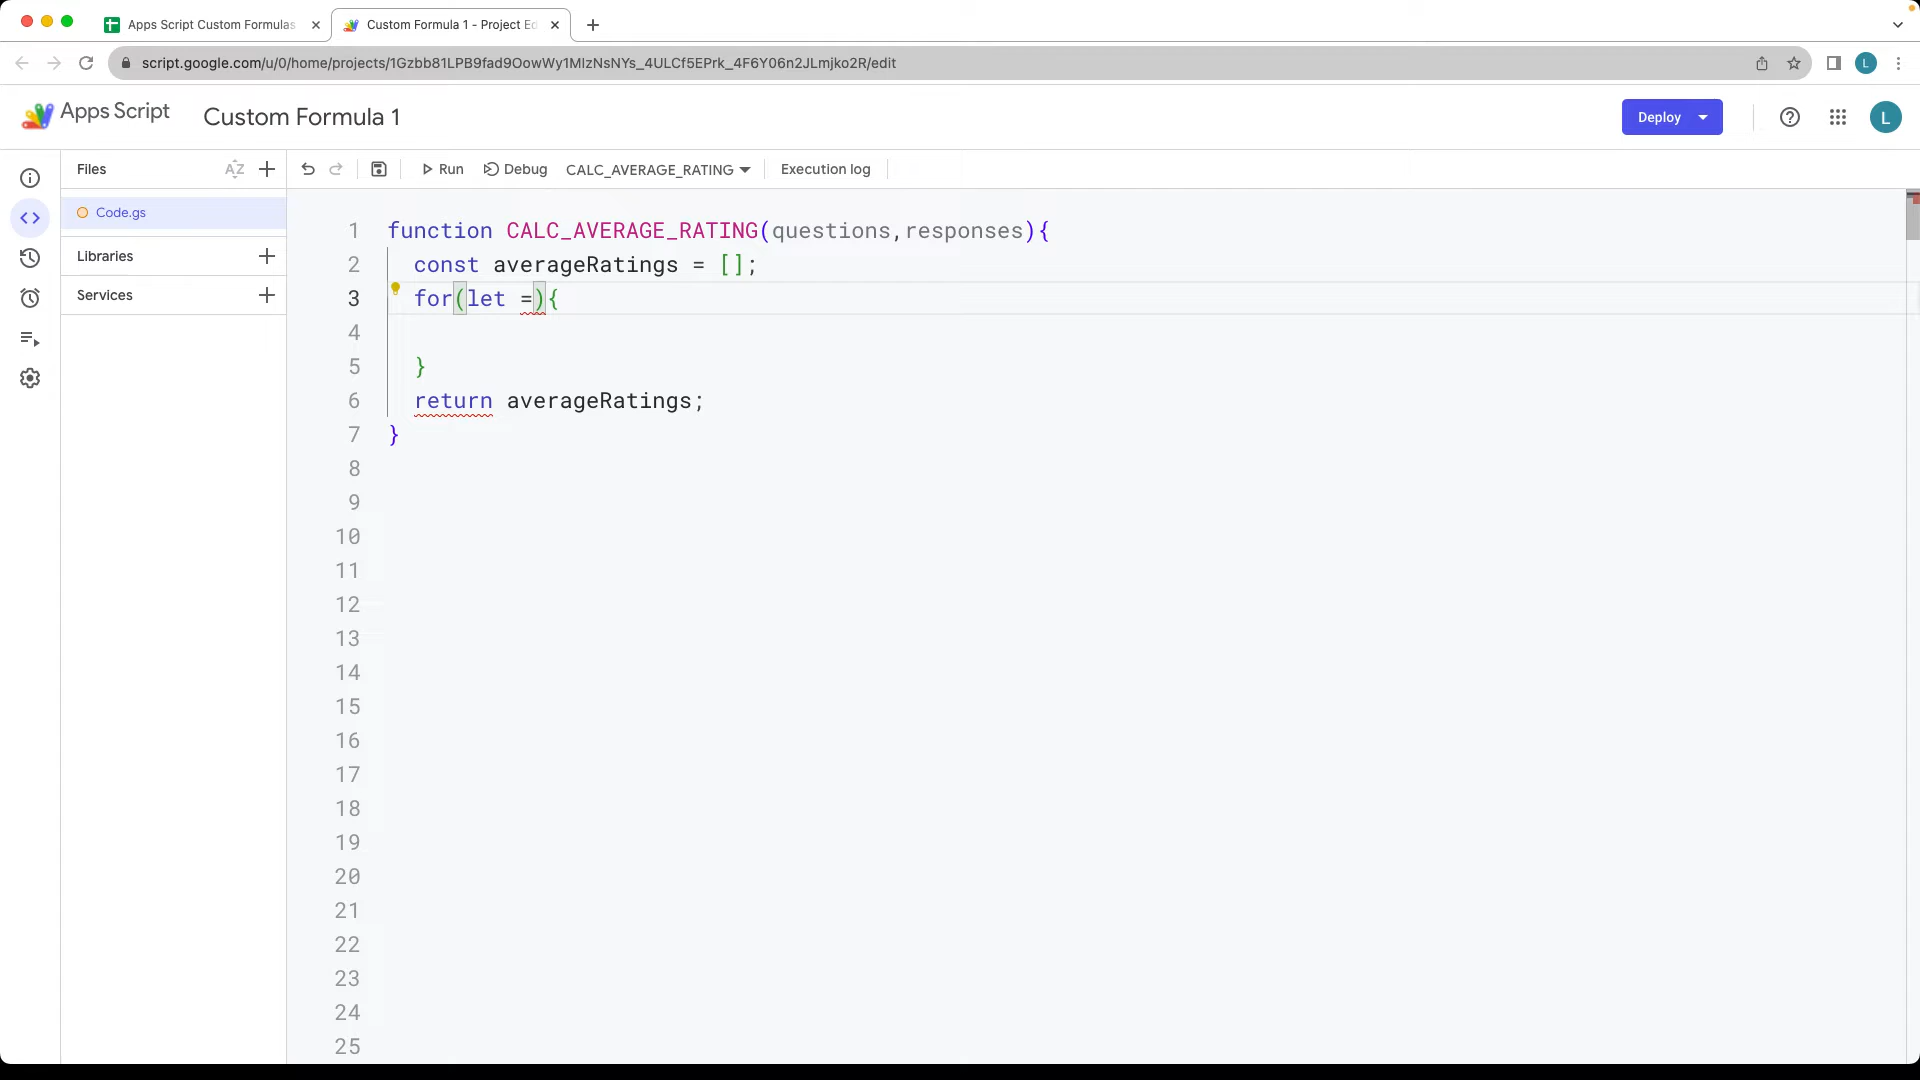 Apps Script Custom Formulas
Custom Formula 1 - Project Ed
script.google.com/u/0/home/projects/1Gzbb81LPB9fad9OowWy1MIzNsNYs_4ULCf5EPrk_4F6Y06n2JLmjko2R/edit
L
Apps Script
Custom Formula 1
Deploy
L
Files
AZ
Run
Debug
CALC_AVERAGE_RATING
Execution log
Code.gs
Libraries
Services
1 function CALC_AVERAGE_RATING(questions,responses){
2 const averageRatings = [];
3 for(let =){
4
5 }
6 return averageRatings;
7 }
8
9
10
11
12
13
14
15
16
17
18
19
20
21
22
23
24
25